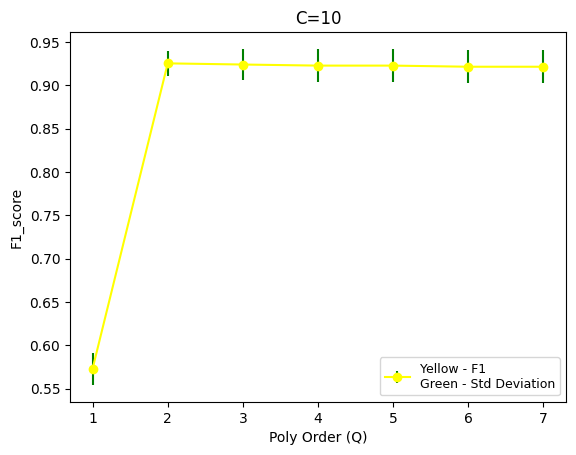 C=10
0.95
0.90
0.85
0.80
0.75
0.70
0.65
0.60
0.55
F1_score
1 2 3 4 5 6 7
Poly Order (Q)
Yellow - F1
Green - Std Deviation